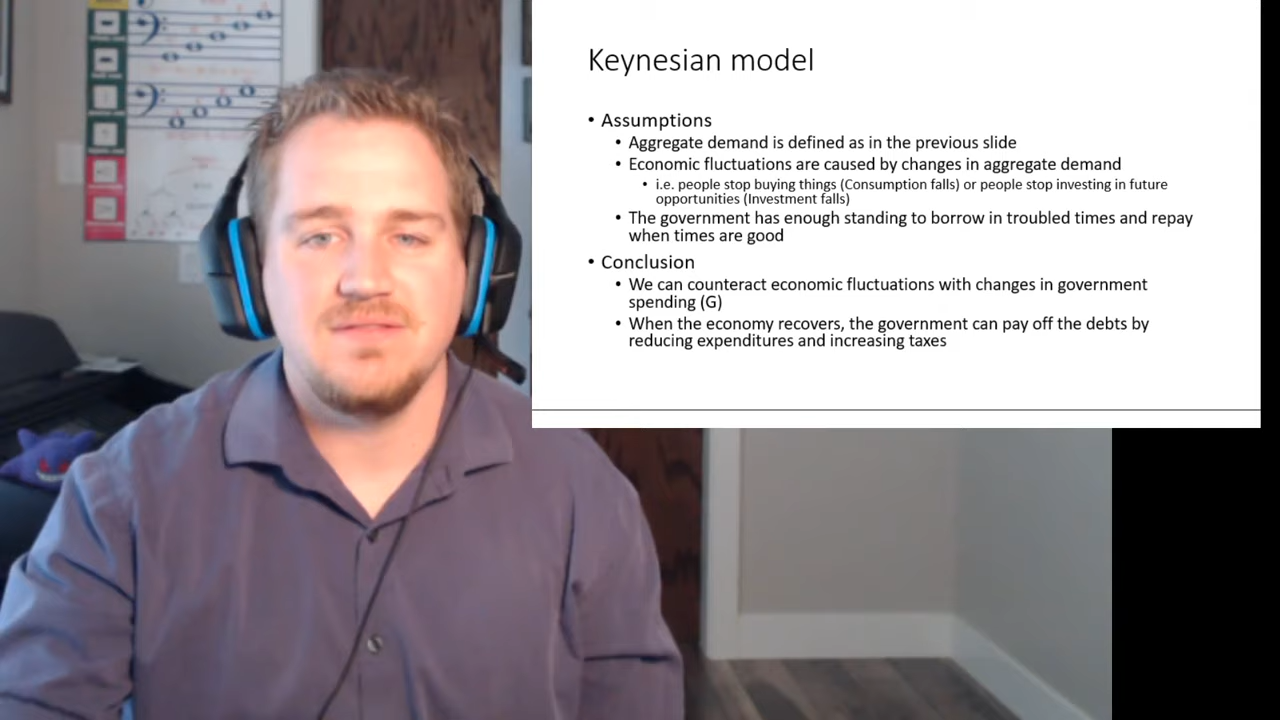 Keynesian model
• Assumptions
• Aggregate demand is defined as in the previous slide
• Economic fluctuations are caused by changes in aggregate demand
• i.e. people stop buying things (Consumption falls) or people stop investing in future
opportunities (Investment falls)
• The government has enough standing to borrow in troubled times and repay
when times are good
• Conclusion
• We can counteract economic fluctuations with changes in government
spending (G)
• When the economy recovers, the government can pay off the debts by
reducing expenditures and increasing taxes